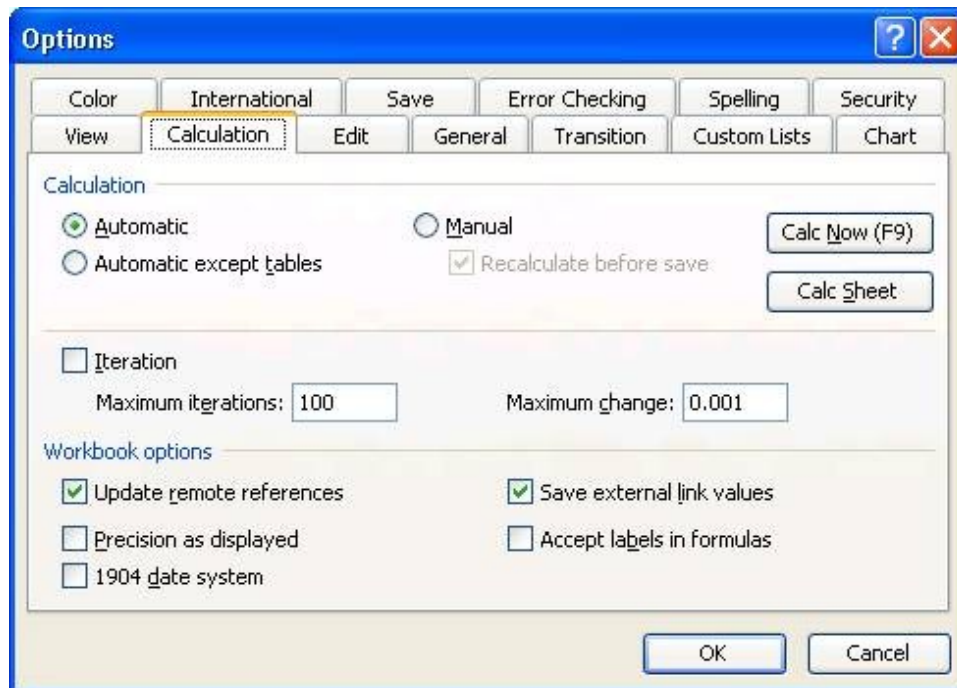 Options
Color International Save Error Checking Spelling Security
View Calculation Edit General Transition Custom Lists Chart
Calculation
Automatic Manual Calc Now (F9)
Automatic except tables Recalculate before save
Calc Sheet
Iteration
Maximum iterations: 100 Maximum change: 0.001
Workbook options
Update remote references Save external link values
Precision as displayed Accept labels in formulas
1904 date system
OK Cancel